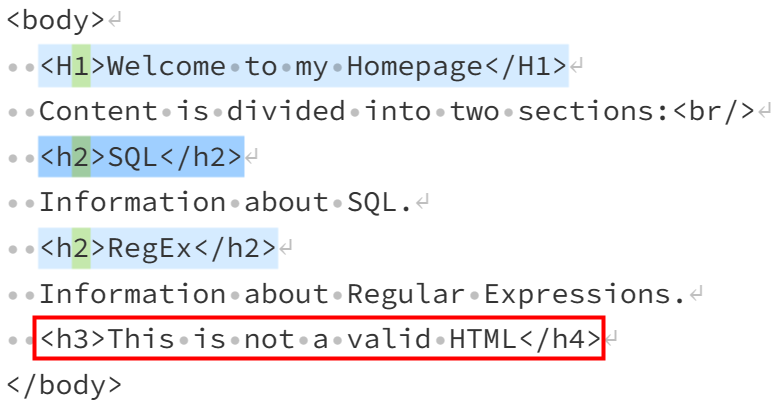 <body>
<H1>Welcome to my Homepage</H1>
Content is divided into two sections:<br/>
<h2>SQL</h2>
Information about SQL.
<h2>RegEx</h2>
Information about Regular Expressions.
<h3>This is not a valid HTML</h4>
</body>